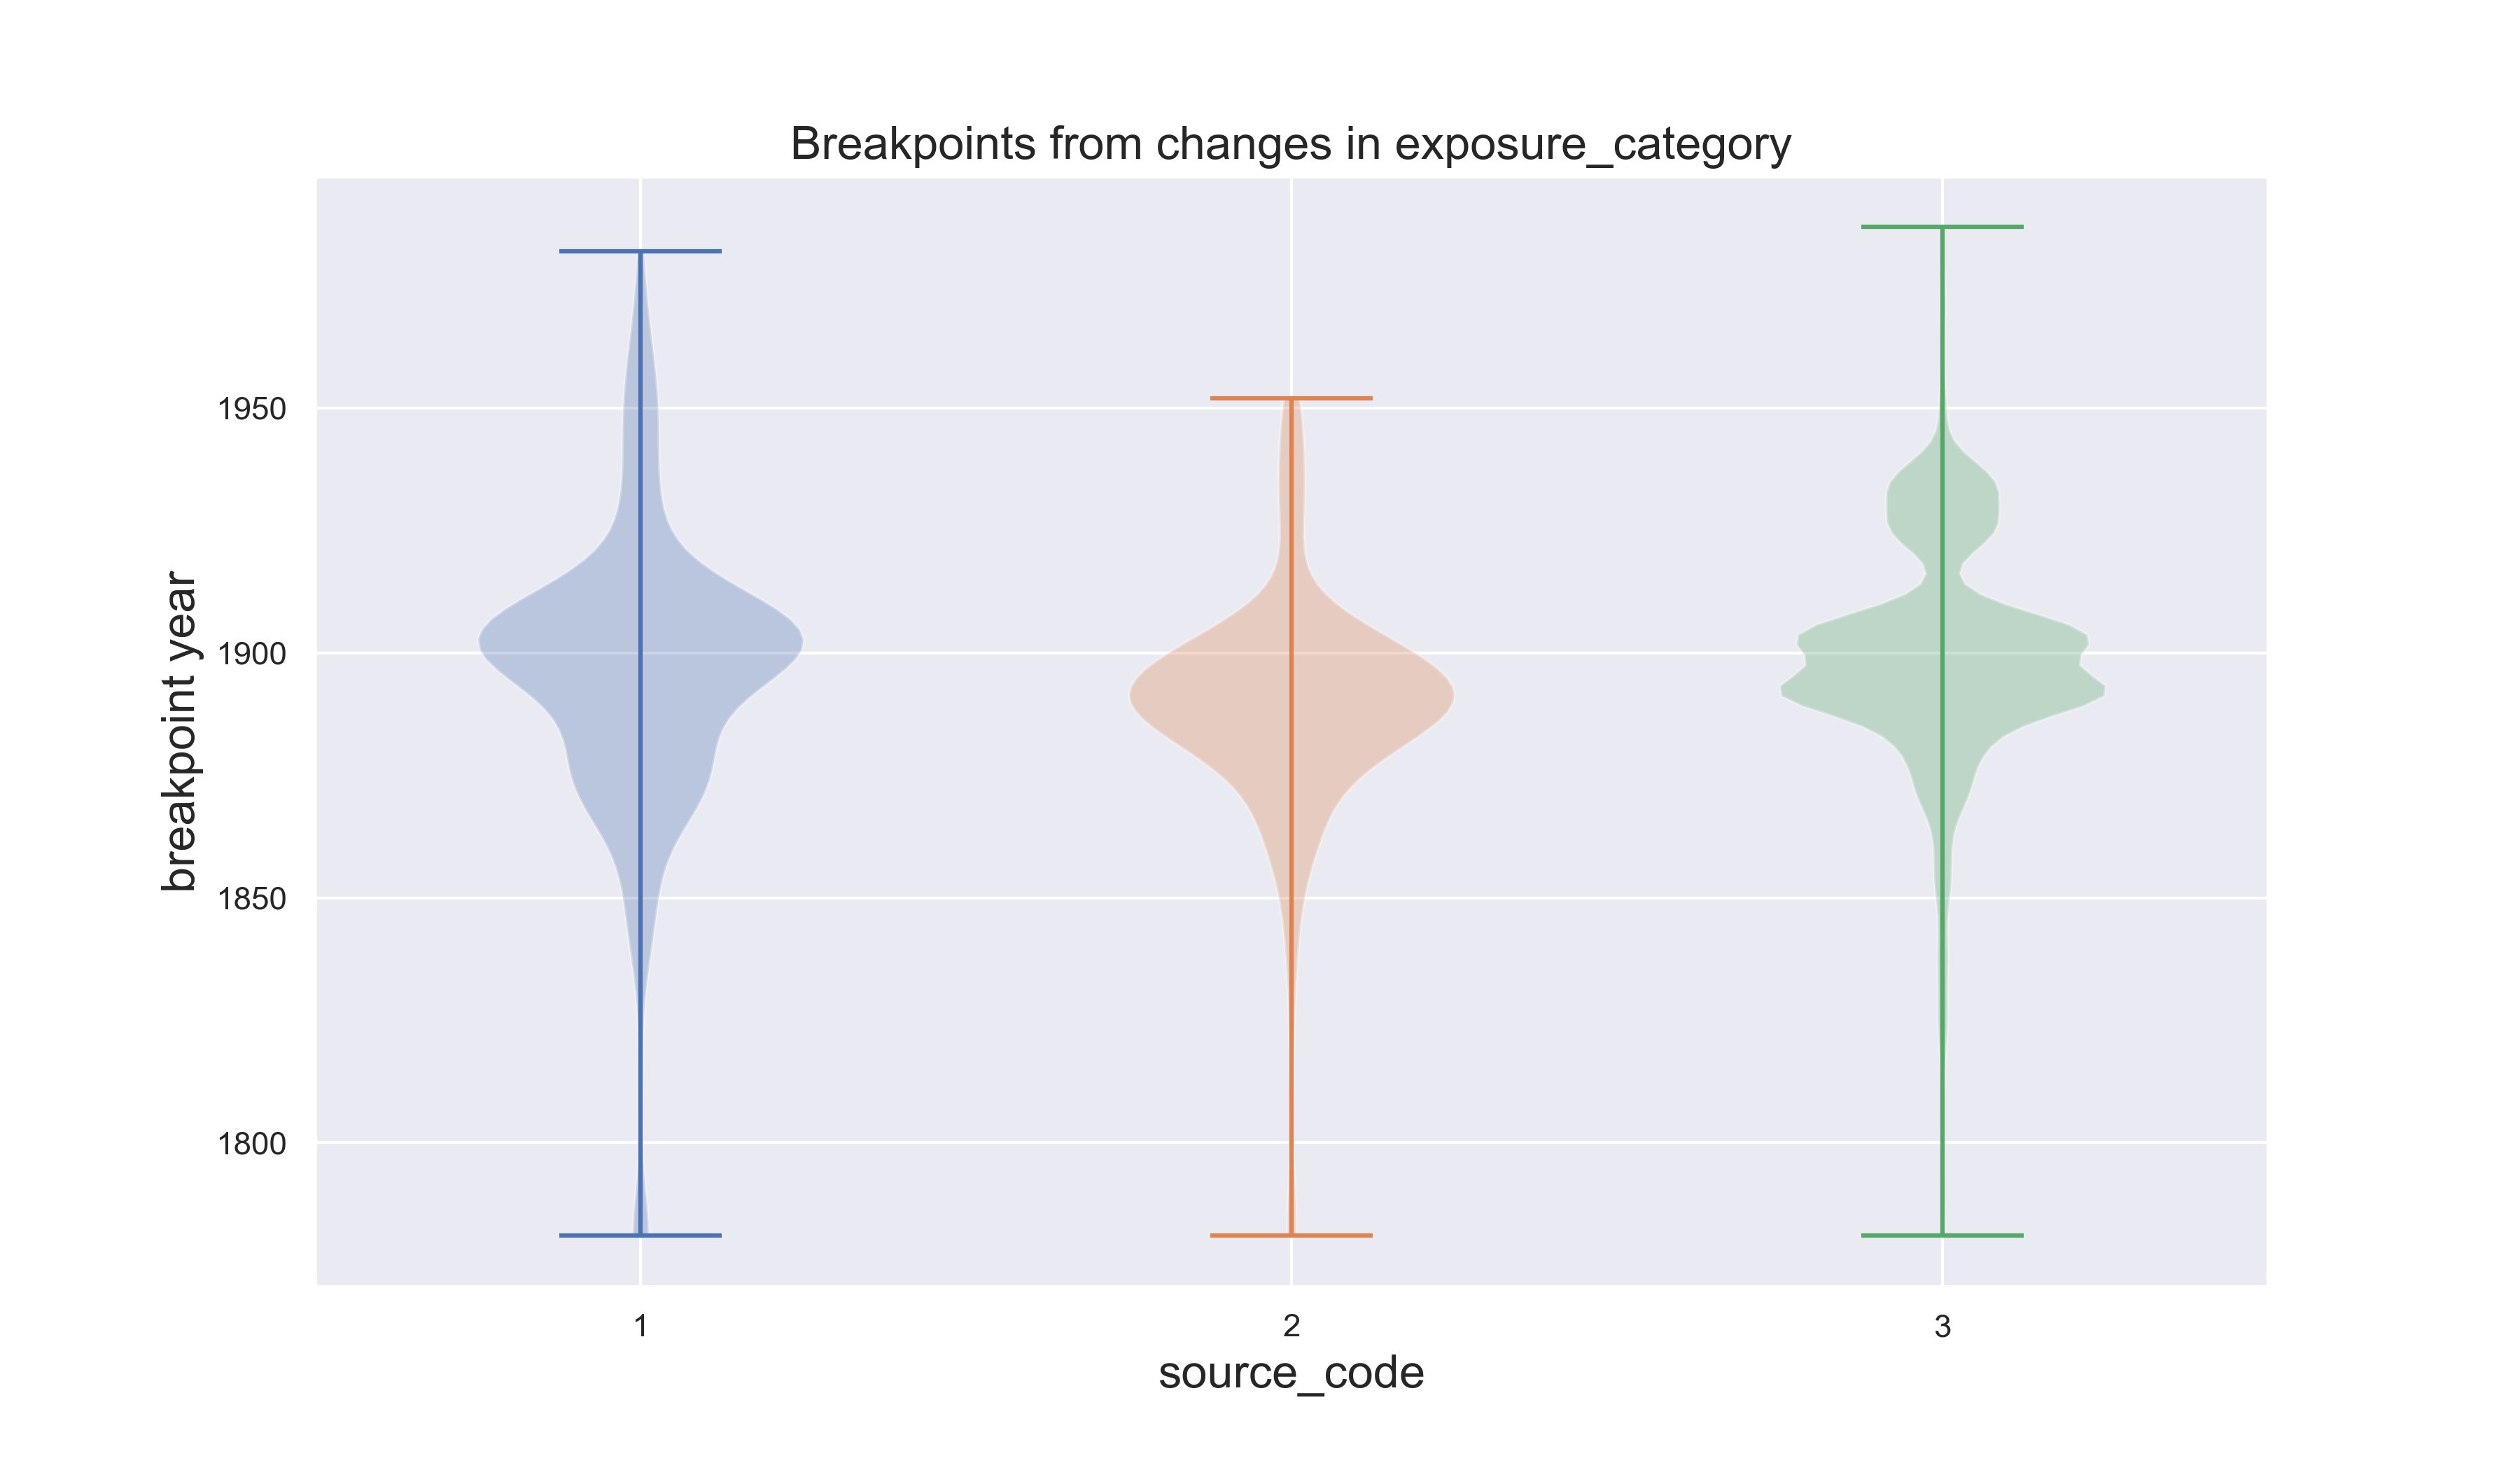 Breakpoints from changes in exposure_category
breakpoint year
1950
1900
1850
1800
1
2
3
source_code